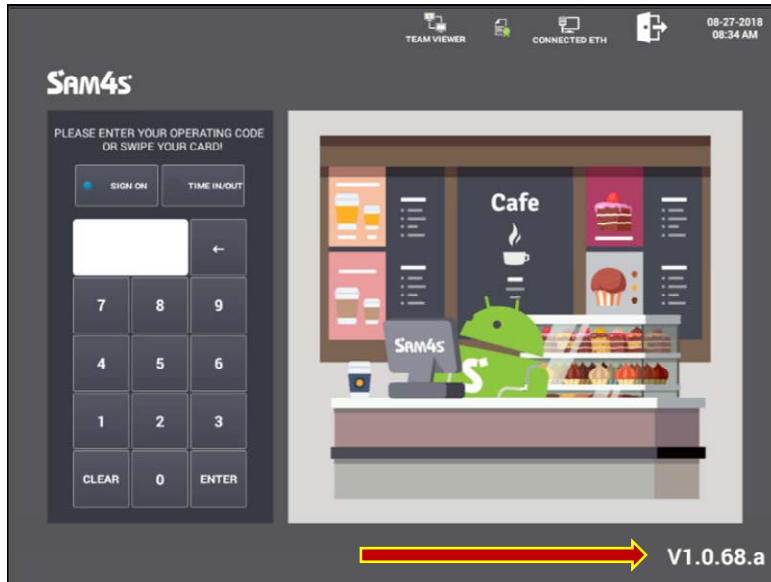 TEAM VIEWER
CONNECTED ETH
08-27-2018
08:34 AM
SAM4S
PLEASE ENTER YOUR OPERATING CODE
OR SWIPE YOUR CARD!
SIGN ON
TIME IN/OUT
←
7 8 9
4 5 6
1 2 3
CLEAR 0 ENTER
Cafe
SAM4S
S
V1.0.68.a